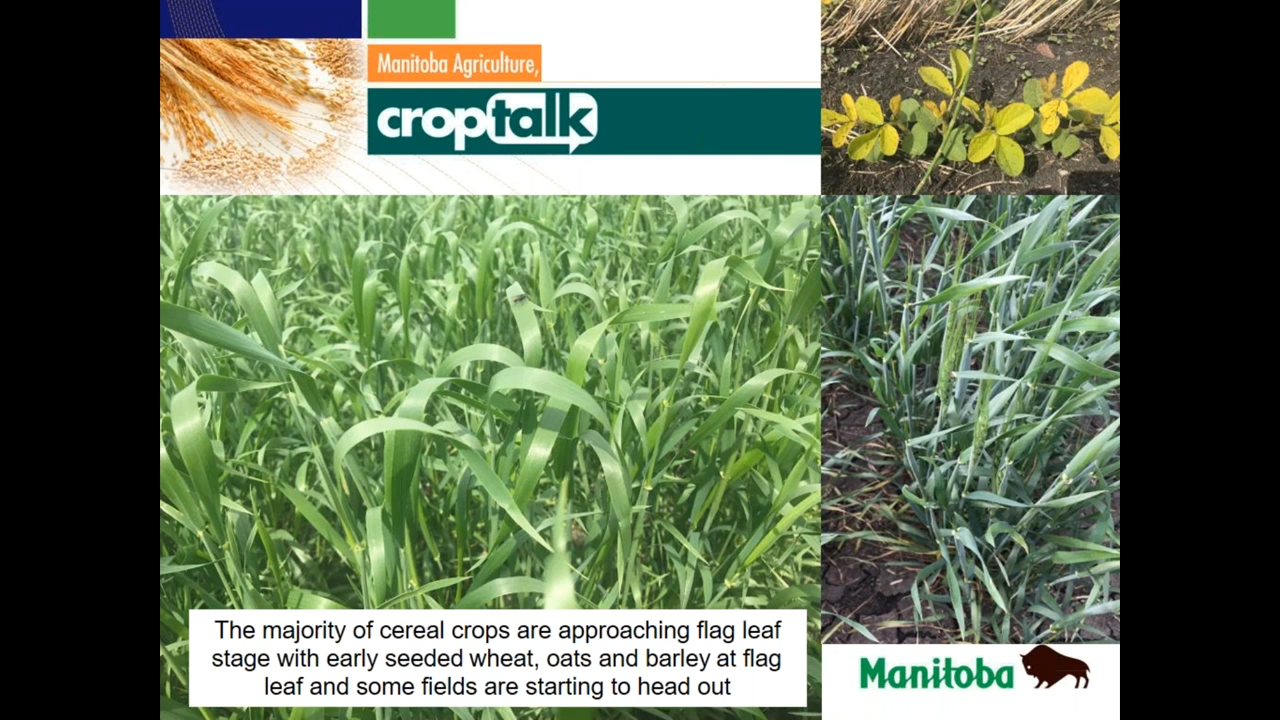 Manitoba Agriculture,
croptalk
The majority of cereal crops are approaching flag leaf
stage with early seeded wheat, oats and barley at flag
leaf and some fields are starting to head out
Manitoba